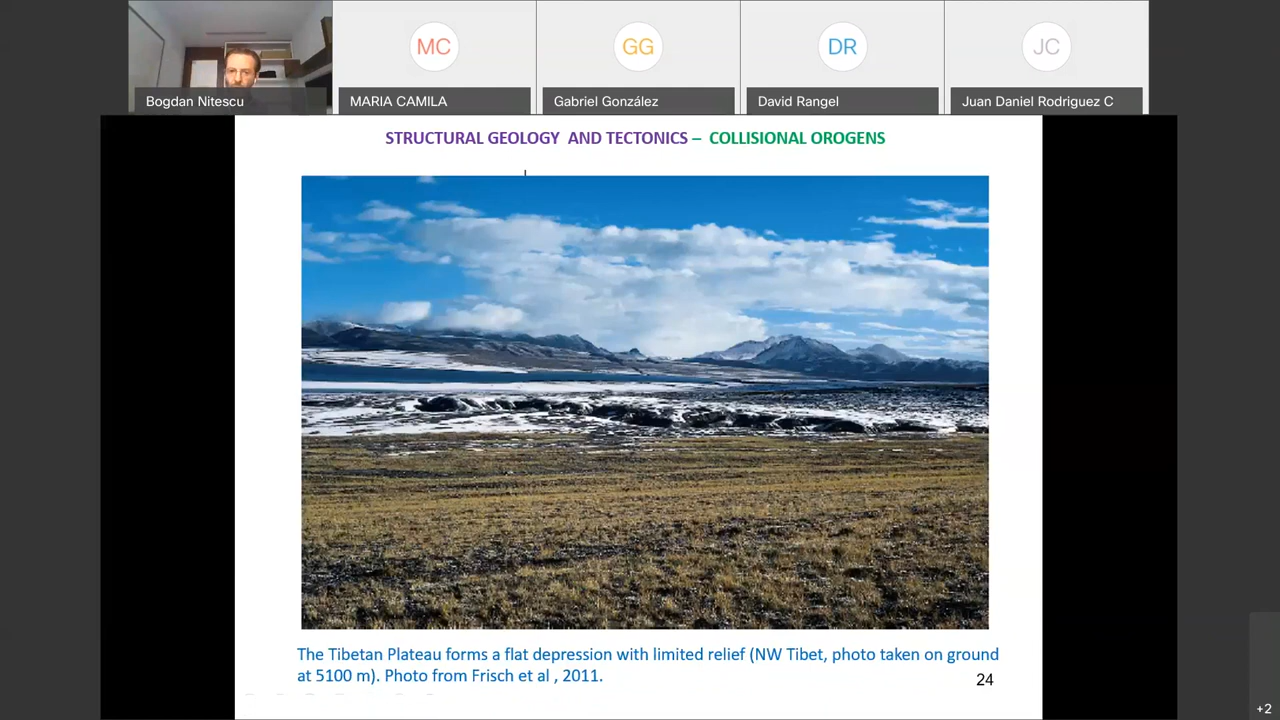 MC
GG
DR
JC
Bogdan Nitescu
MARIA CAMILA
Gabriel González
David Rangel
Juan Daniel Rodriguez C
STRUCTURAL GEOLOGY AND TECTONICS – COLLISIONAL OROGENS
The Tibetan Plateau forms a flat depression with limited relief (NW Tibet, photo taken on ground
at 5100 m). Photo from Frisch et al , 2011.
24
+2